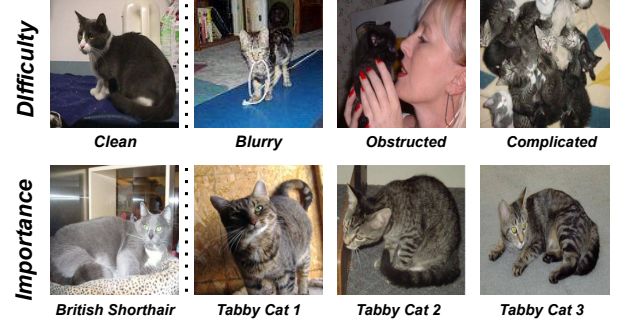 DIfficulty
Clean
Blurry
Obstructed
Complicated
Importance
British Shorthair
Tabby Cat 1
Tabby Cat 2
Tabby Cat 3